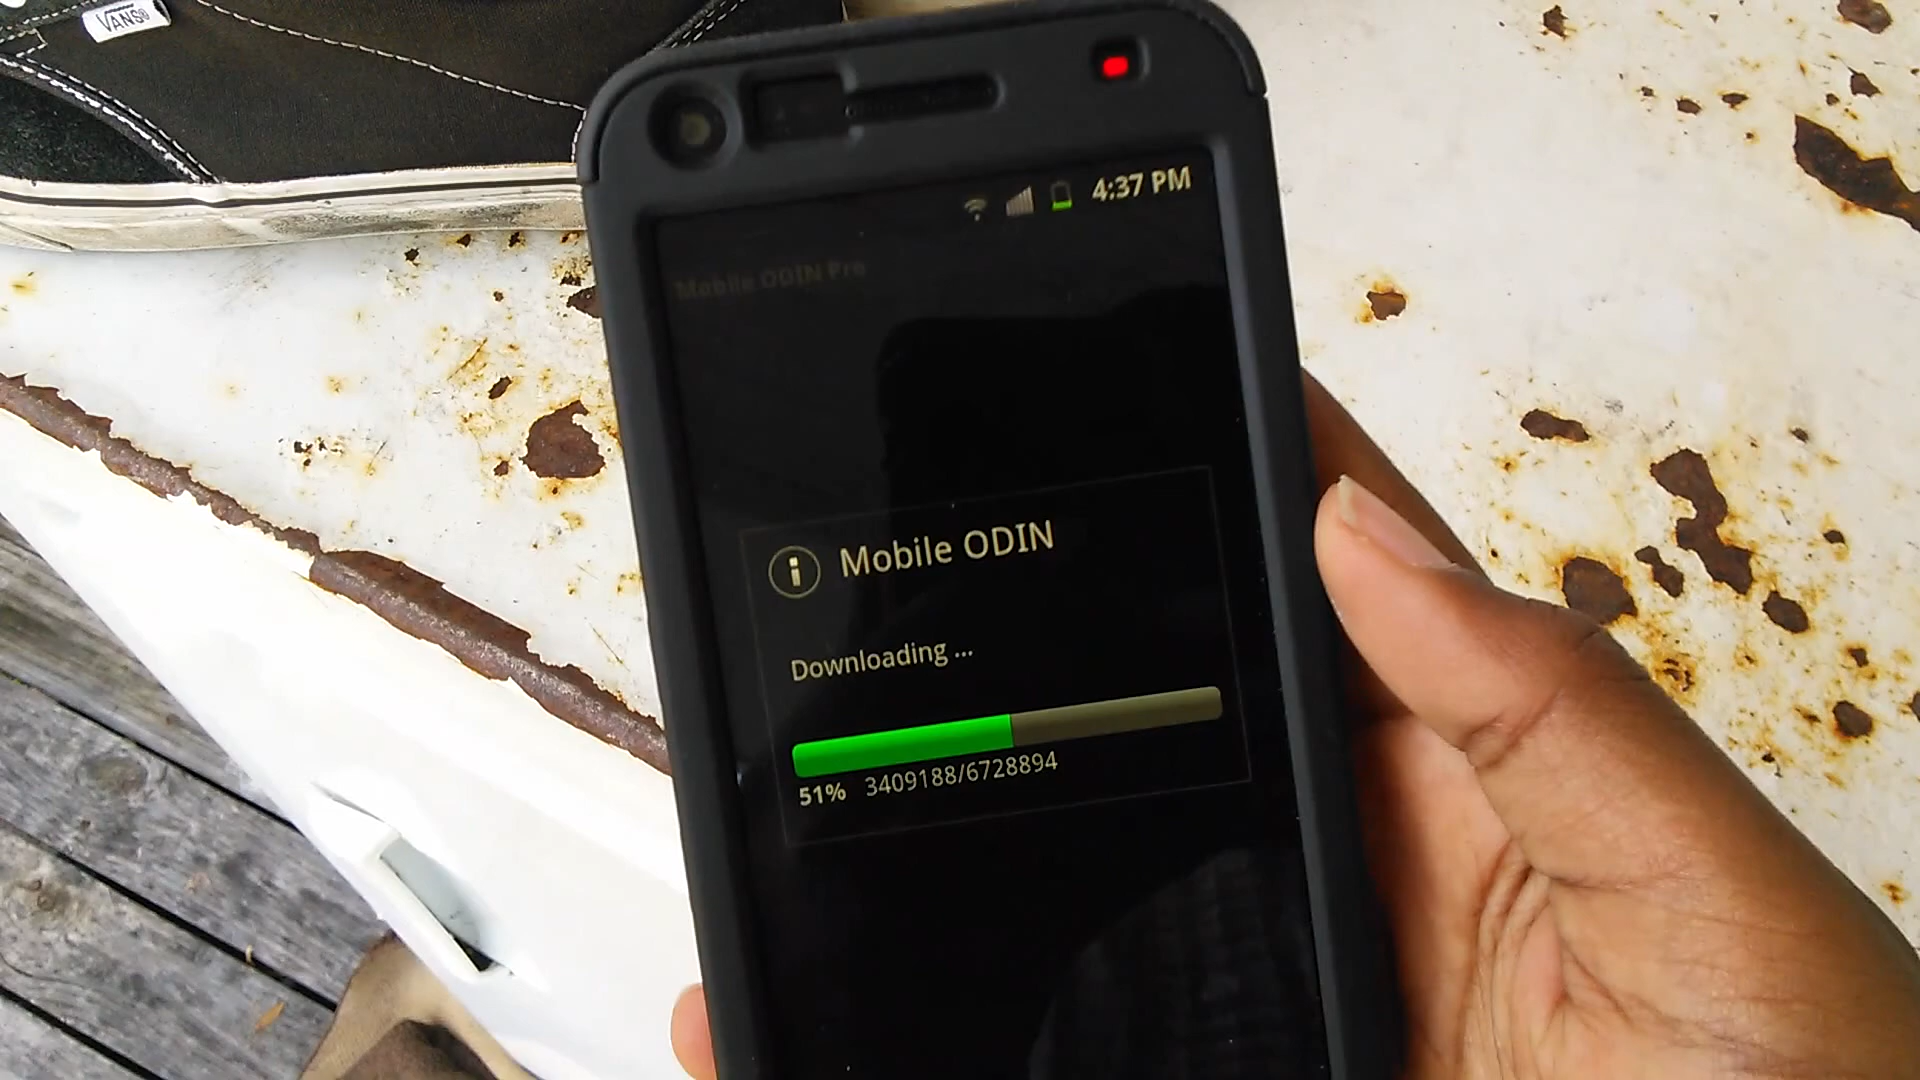 VANS
4:37 PM
Mobile ODIN Pro
Mobile ODIN
Downloading ...
51% 3409188/6728894